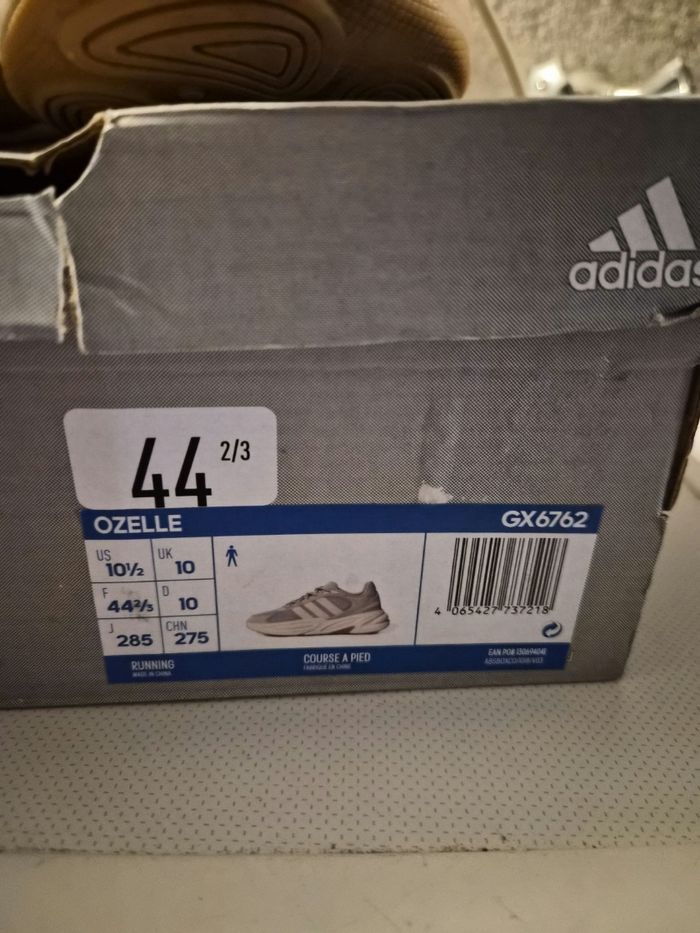 adidas
44 2/3
OZELLE GX6762
US 10½ UK 10
F 44⅔ D 10
J 285 CHN 275
4 065427 737218
RUNNING COURSE A PIED
MADE IN CHINA FABRIQUE EN CHINE